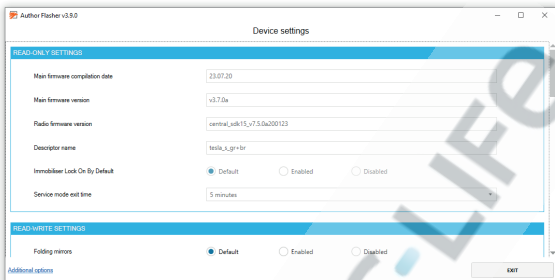 Author Flasher v3.9.0
Device settings
READ-ONLY SETTINGS
Main firmware compilation date 23.07.20
Main firmware version v3.7.0a
Radio firmware version central_sdk15_v7.5.0a200123
Descriptor name tesla_s_gr+br
Immobiliser Lock On By Default Default Enabled Disabled
Service mode exit time 5 minutes
READ-WRITE SETTINGS
Folding mirrors Default Enabled Disabled
Additional options EXIT
LIFE